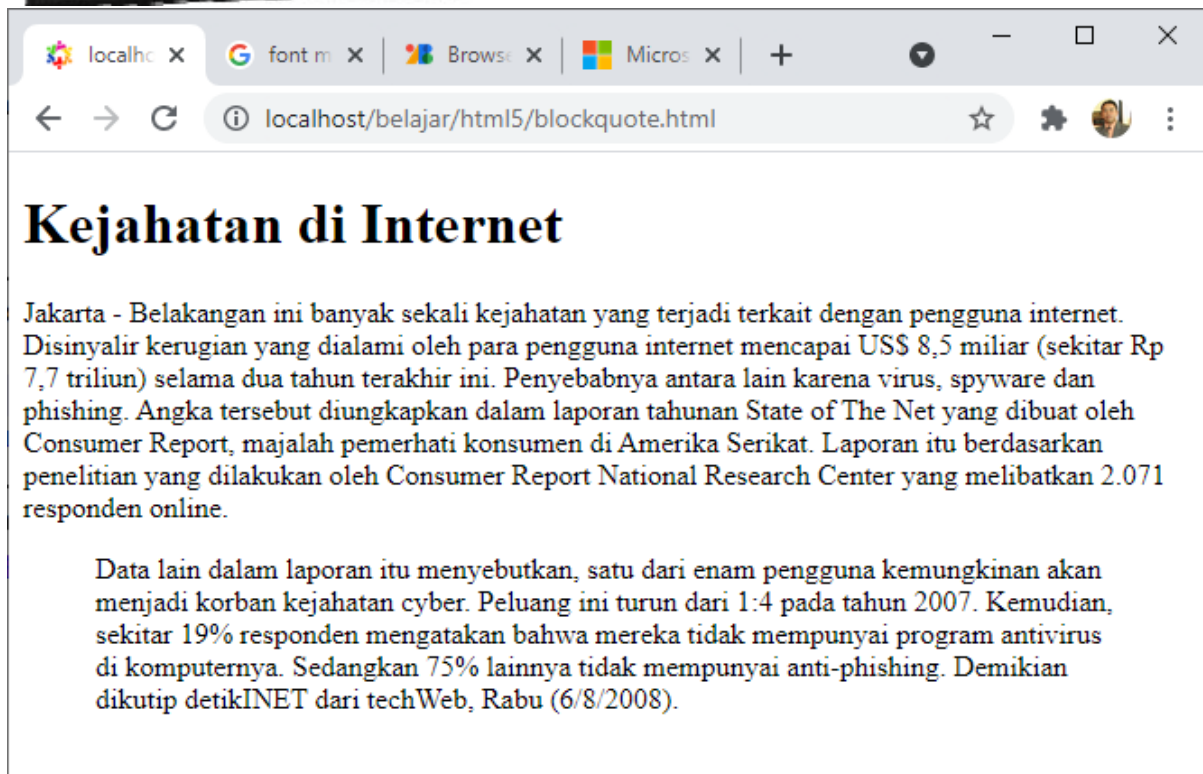 localhc
font m
Browse
Micros
localhost/belajar/html5/blockquote.html
Kejahatan di Internet
Jakarta - Belakangan ini banyak sekali kejahatan yang terjadi terkait dengan pengguna internet.
Disinyalir kerugian yang dialami oleh para pengguna internet mencapai US$ 8,5 miliar (sekitar Rp
7,7 triliun) selama dua tahun terakhir ini. Penyebabnya antara lain karena virus, spyware dan
phishing. Angka tersebut diungkapkan dalam laporan tahunan State of The Net yang dibuat oleh
Consumer Report, majalah pemerhati konsumen di Amerika Serikat. Laporan itu berdasarkan
penelitian yang dilakukan oleh Consumer Report National Research Center yang melibatkan 2.071
responden online.
Data lain dalam laporan itu menyebutkan, satu dari enam pengguna kemungkinan akan
menjadi korban kejahatan cyber. Peluang ini turun dari 1:4 pada tahun 2007. Kemudian,
sekitar 19% responden mengatakan bahwa mereka tidak mempunyai program antivirus
di komputernya. Sedangkan 75% lainnya tidak mempunyai anti-phishing. Demikian
dikutip detikINET dari techWeb, Rabu (6/8/2008).